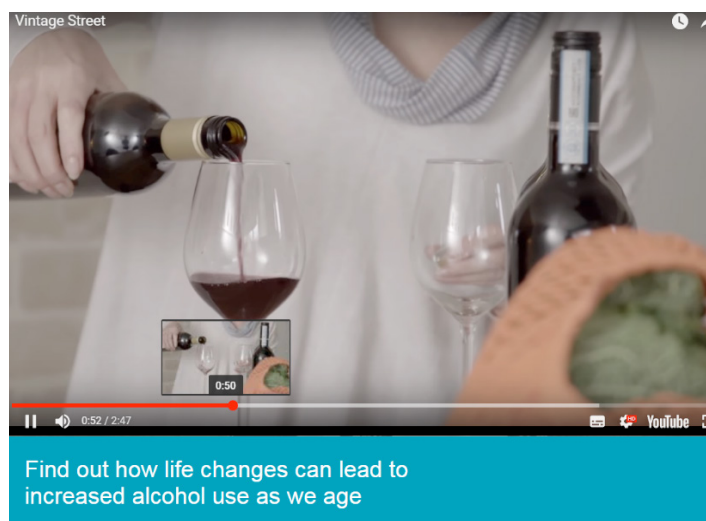 Vintage Street
0:50
0:52 / 2:47
HD
YouTube
Find out how life changes can lead to
increased alcohol use as we age